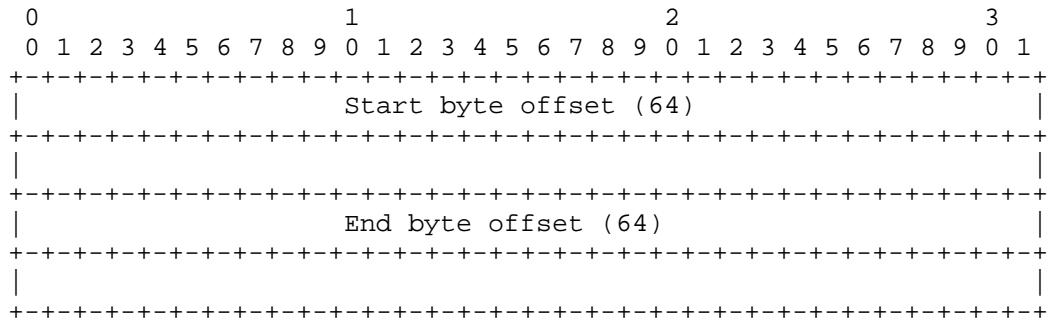 0                   1                   2                   3
 0 1 2 3 4 5 6 7 8 9 0 1 2 3 4 5 6 7 8 9 0 1 2 3 4 5 6 7 8 9 0 1
+-+-+-+-+-+-+-+-+-+-+-+-+-+-+-+-+-+-+-+-+-+-+-+-+-+-+-+-+-+-+-+-+
|                   Start byte offset (64)                      |
+-+-+-+-+-+-+-+-+-+-+-+-+-+-+-+-+-+-+-+-+-+-+-+-+-+-+-+-+-+-+-+-+
|                                                               |
+-+-+-+-+-+-+-+-+-+-+-+-+-+-+-+-+-+-+-+-+-+-+-+-+-+-+-+-+-+-+-+-+
|                   End byte offset (64)                        |
+-+-+-+-+-+-+-+-+-+-+-+-+-+-+-+-+-+-+-+-+-+-+-+-+-+-+-+-+-+-+-+-+
|                                                               |
+-+-+-+-+-+-+-+-+-+-+-+-+-+-+-+-+-+-+-+-+-+-+-+-+-+-+-+-+-+-+-+-+